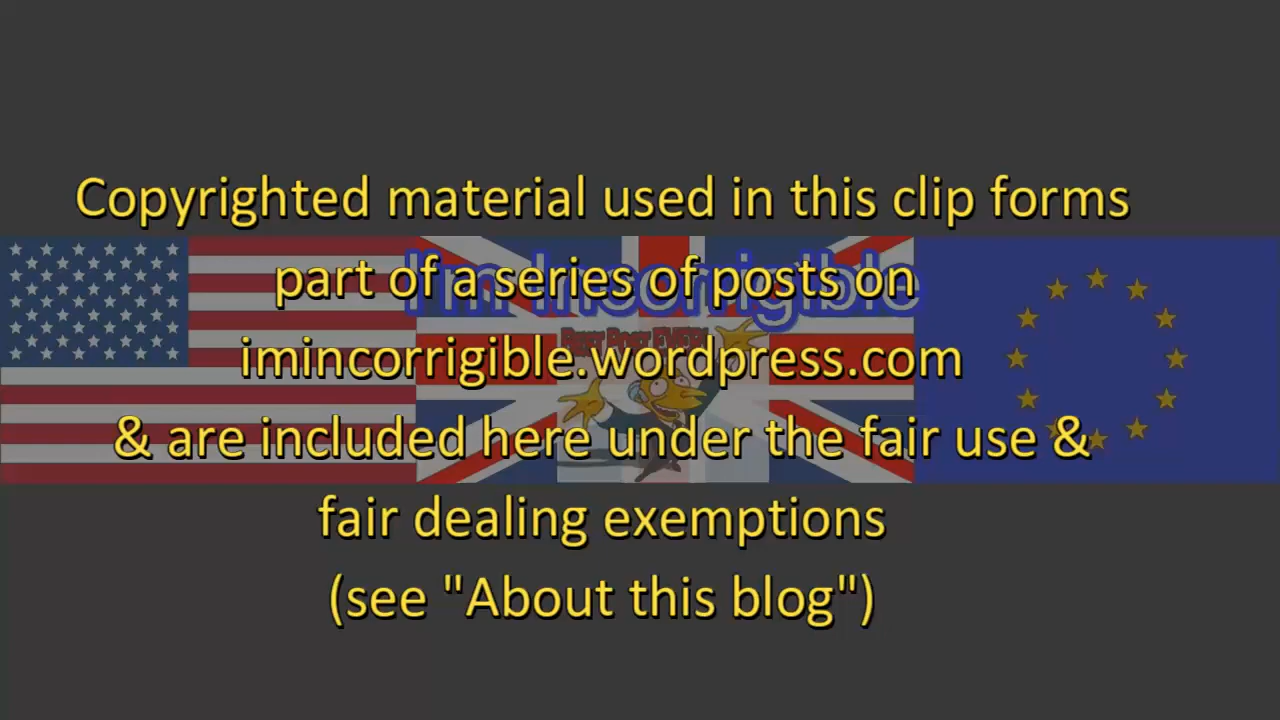 Copyrighted material used in this clip forms
part of a series of posts on
I'm Incorrigible
imincorrigible.wordpress.com
& are included here under the fair use &
fair dealing exemptions
(see "About this blog")